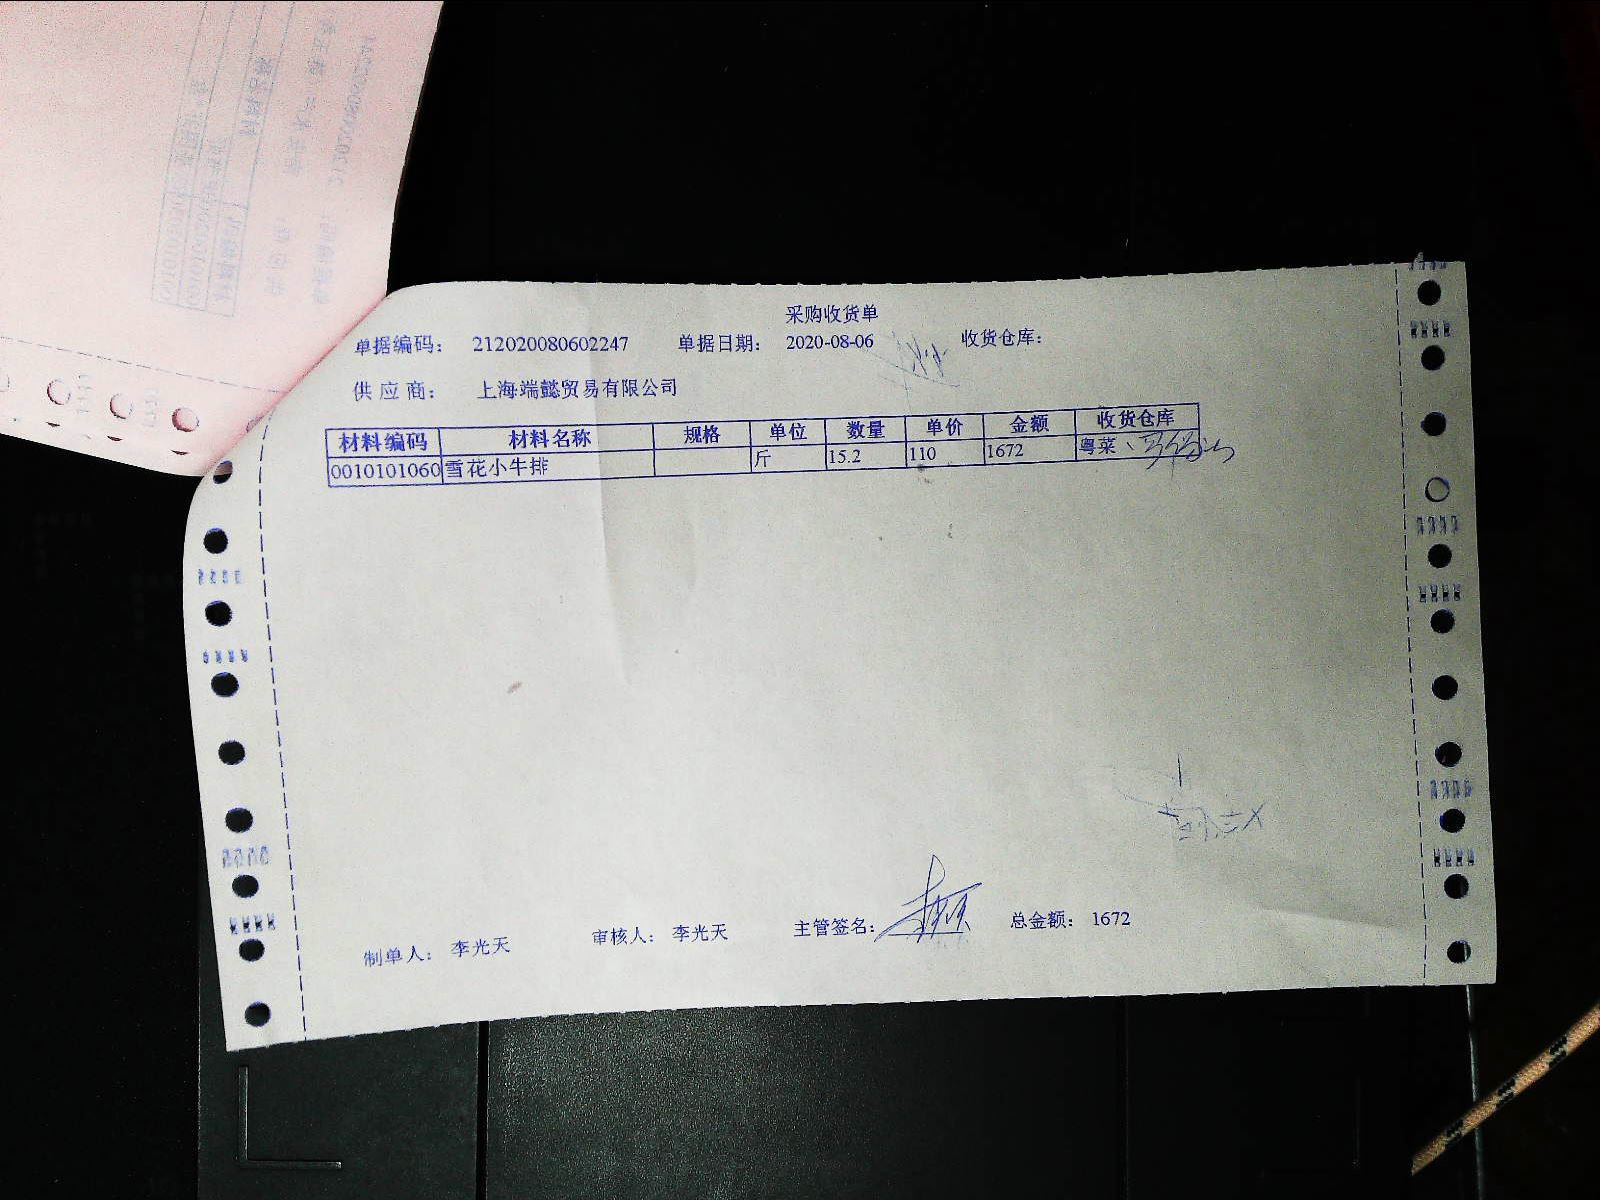 采购收货单
单据编码： 212020080602247 单据日期： 2020-08-06 收货仓库：
供 应 商： 上海端懿贸易有限公司
材料编码 材料名称 规格 单位 数量 单价 金额 收货仓库
0010101060 雪花小牛排 斤 15.2 110 1672 粤菜
制单人： 李光天 审核人： 李光天 主管签名： 总金额： 1672